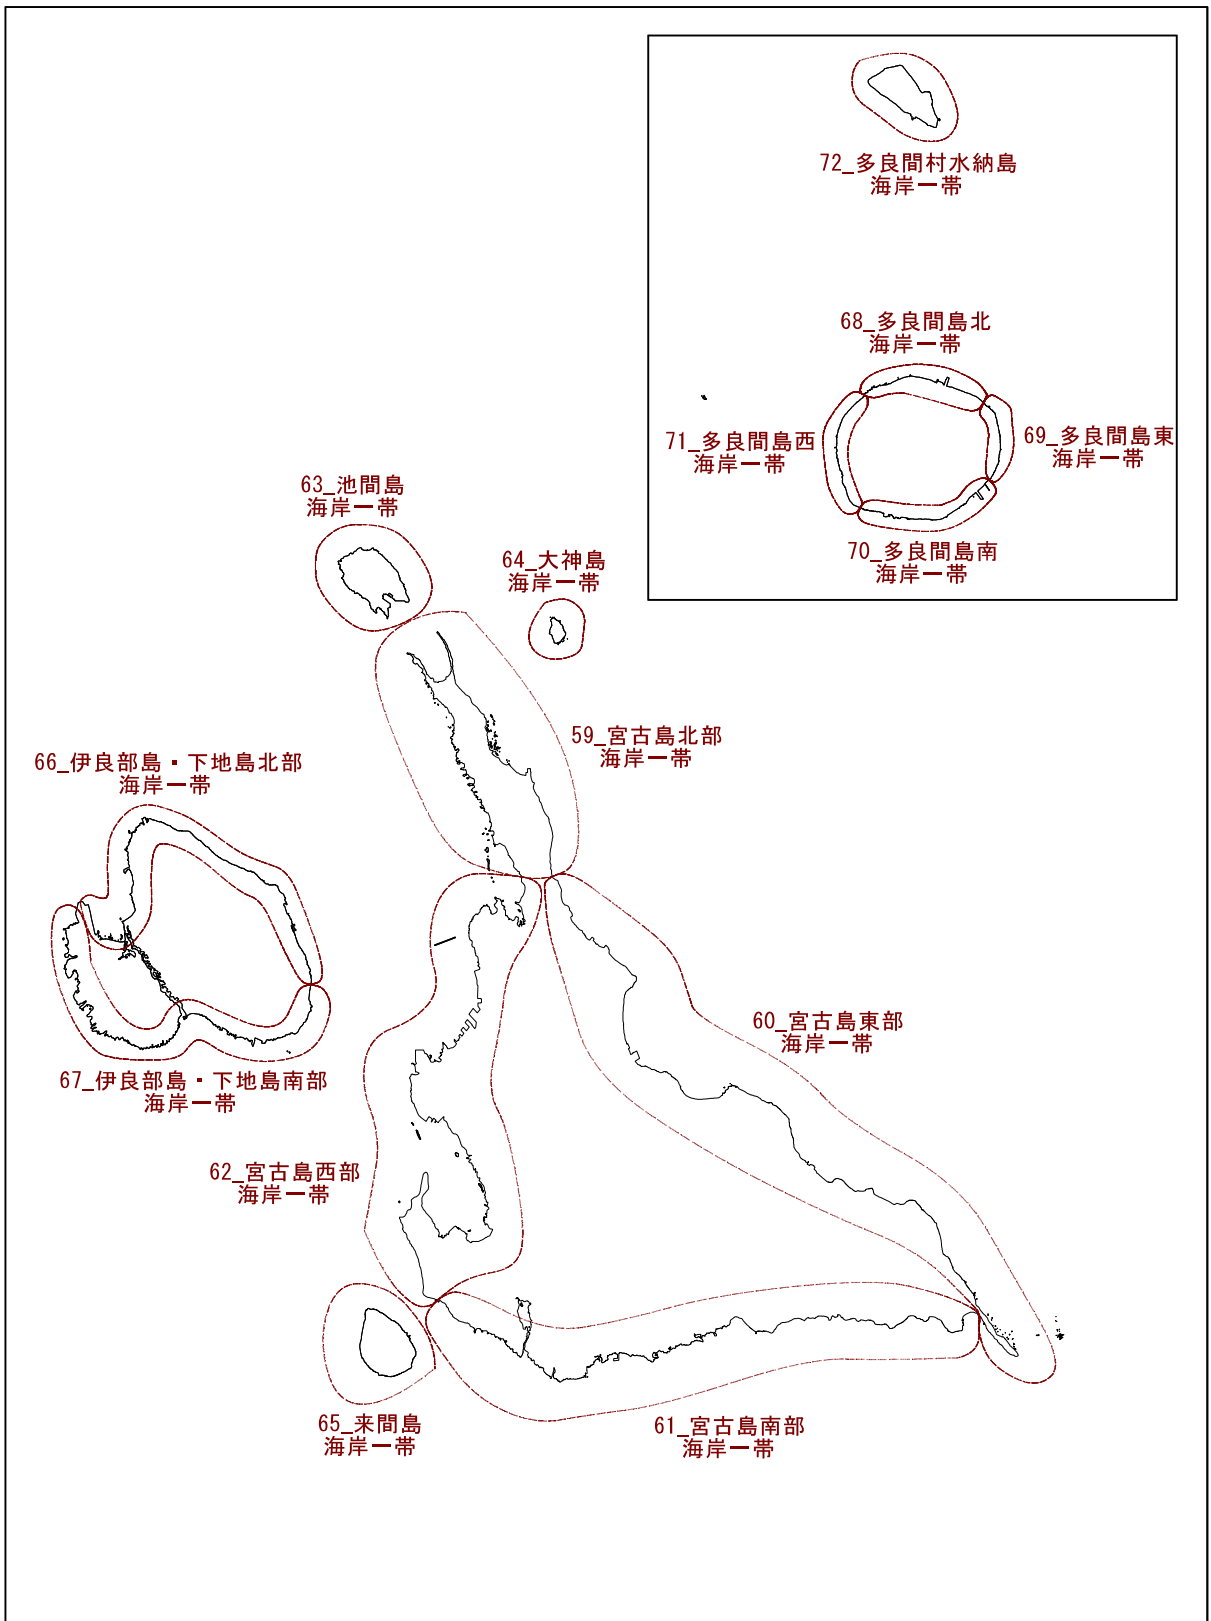 72_多良間村水納島
海岸一帯
68_多良間島北
海岸一帯
71_多良間島西
海岸一帯
69_多良間島東
海岸一帯
70_多良間島南
海岸一帯
63_池間島
海岸一帯
64_大神島
海岸一帯
59_宮古島北部
海岸一帯
66_伊良部島・下地島北部
海岸一帯
60_宮古島東部
海岸一帯
67_伊良部島・下地島南部
海岸一帯
62_宮古島西部
海岸一帯
65_来間島
海岸一帯
61_宮古島南部
海岸一帯